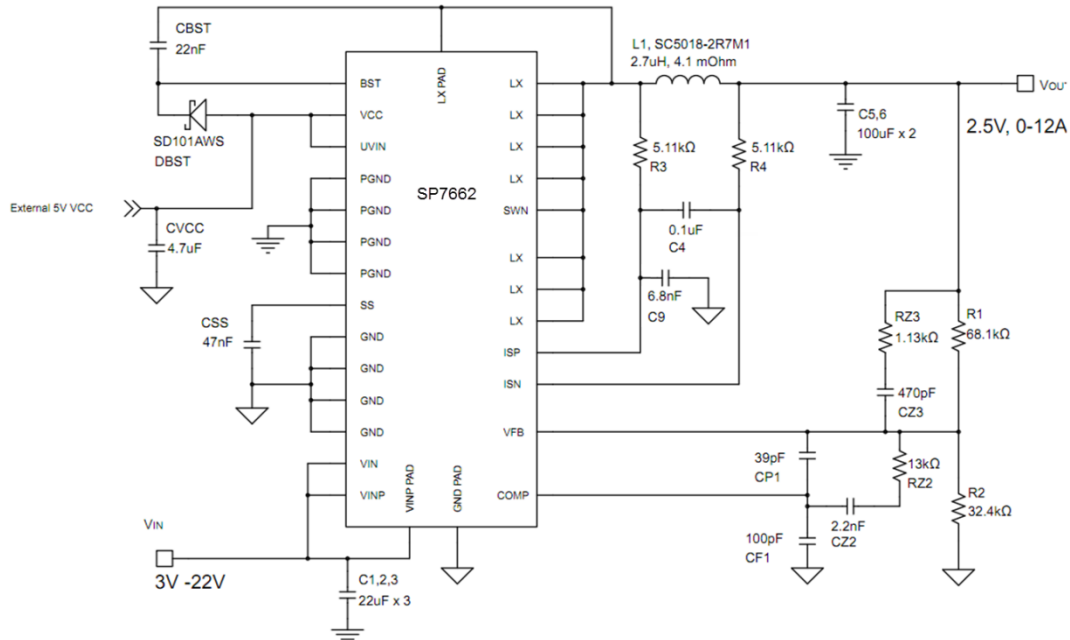 CBST
22nF
L1, SC5018-2R7M1
2.7uH, 4.1 mOhm
LX PAD
BST
LX
VOUT
VCC
LX
C5,6
100uF x 2
2.5V, 0-12A
SD101AWS
DBST
UVIN
LX
5.11kΩ
R3
5.11kΩ
R4
PGND
LX
SP7662
External 5V VCC
PGND
SWN
CVCC
4.7uF
0.1uF
C4
PGND
LX
PGND
LX
6.8nF
C9
SS
LX
CSS
47nF
RZ3
1.13kΩ
R1
68.1kΩ
GND
ISP
GND
ISN
GND
470pF
CZ3
GND
VFB
VIN
39pF
CP1
13kΩ
RZ2
VINP
VINP PAD
GND PAD
COMP
R2
32.4kΩ
VIN
2.2nF
CZ2
100pF
CF1
3V -22V
C1,2,3
22uF x 3